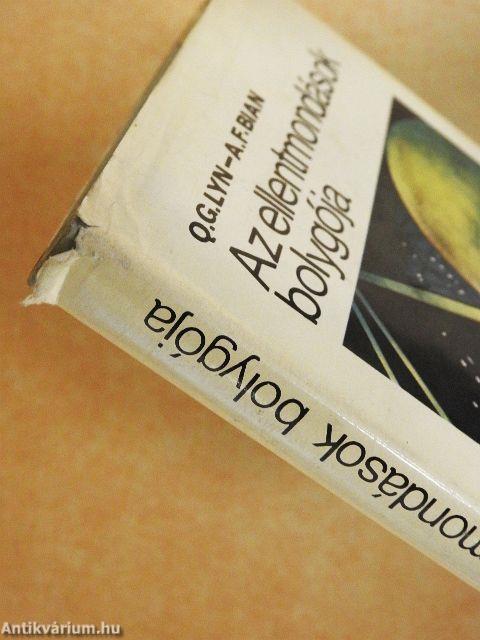 Q.G.LYN-A.F.BIAN
Az ellentmondások
bolygója
mondások bolygója
Antikvárium.hu